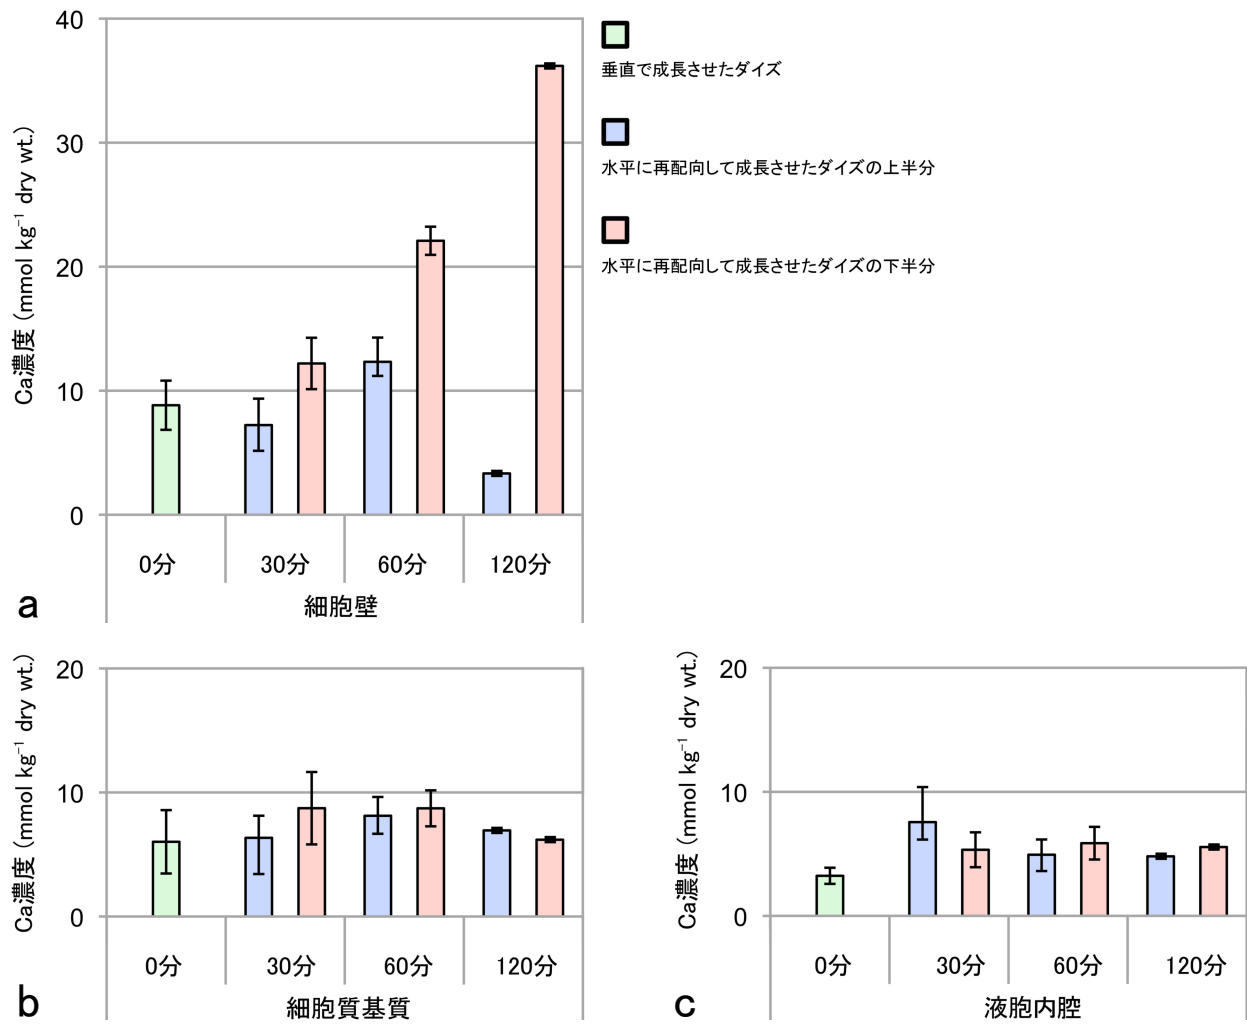 40
30
20
10
0
Ca濃度 (mmol kg⁻¹ dry wt.)
0分
30分
60分
120分
細胞壁
a
垂直で成長させたダイズ
水平に再配向して成長させたダイズの上半分
水平に再配向して成長させたダイズの下半分
20
10
0
Ca濃度 (mmol kg⁻¹ dry wt.)
0分
30分
60分
120分
細胞質基質
b
20
10
0
Ca濃度 (mmol kg⁻¹ dry wt.)
0分
30分
60分
120分
液胞内腔
c